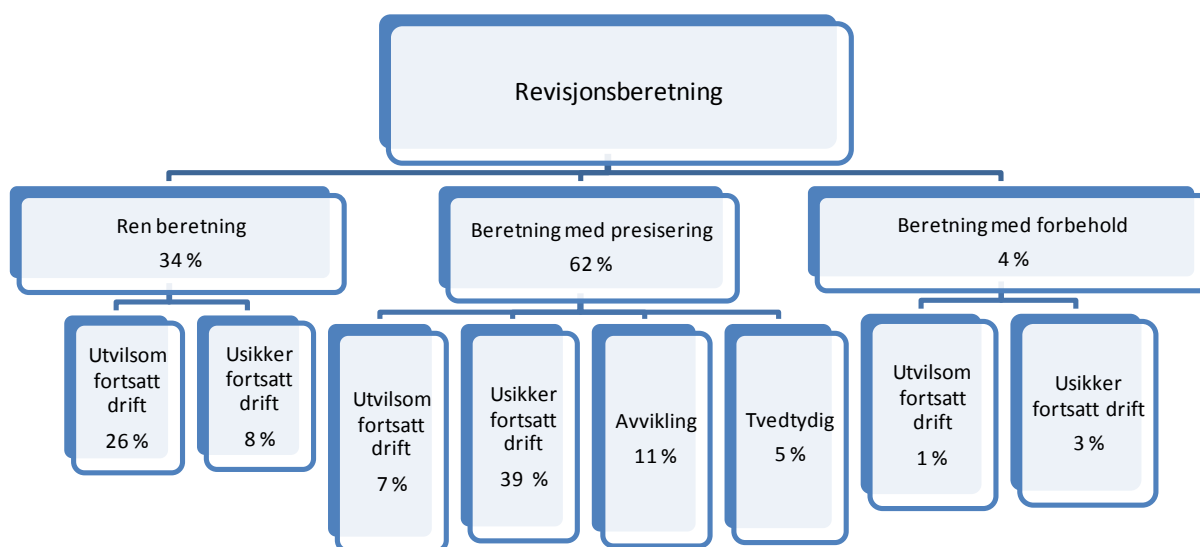 Revisjonsberetning
Ren beretning
34 %
Beretning med presisering
62 %
Beretning med forbehold
4 %
Utvilsom
fortsatt
drift
26 %
Usikker
fortsatt
drift
8 %
Utvilsom
fortsatt
drift
7 %
Usikker
fortsatt
drift
39 %
Avvikling
11 %
Tvedtydig
5 %
Utvilsom
fortsatt
drift
1 %
Usikker
fortsatt drift
3 %